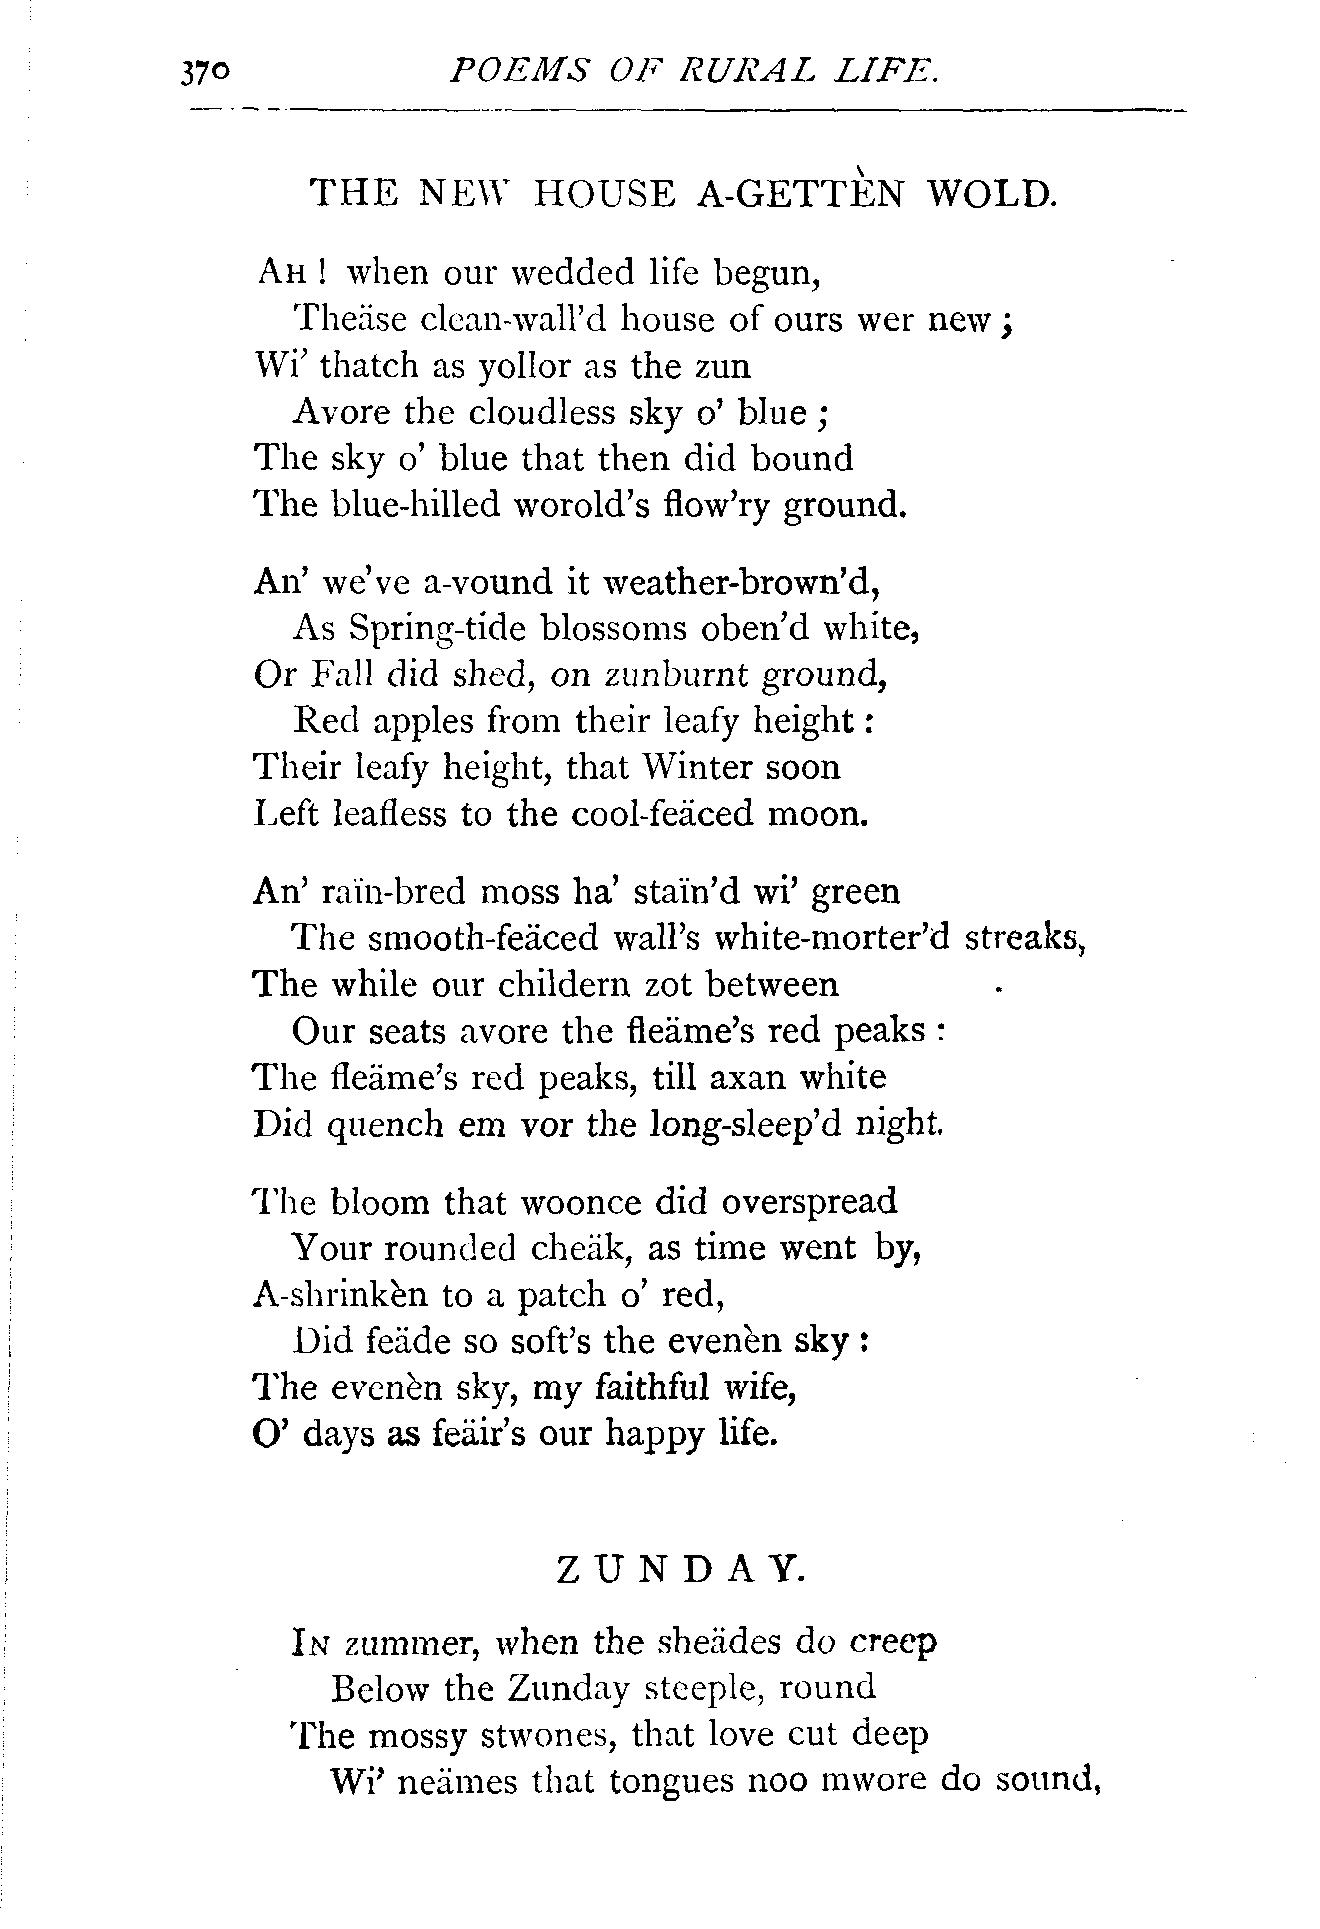 370 POEMS OF RURAL LIFE.
THE NEW HOUSE A-GETTÈN WOLD.
AH ! when our wedded life begun,
Theäse clean-wall'd house of ours wer new ;
Wi' thatch as yollor as the zun
Avore the cloudless sky o' blue ;
The sky o' blue that then did bound
The blue-hilled worold's flow'ry ground.
An' we've a-vound it weather-brown'd,
As Spring-tide blossoms oben'd white,
Or Fall did shed, on zunburnt ground,
Red apples from their leafy height :
Their leafy height, that Winter soon
Left leafless to the cool-feäced moon.
An' raïn-bred moss ha' staïn'd wi' green
The smooth-feäced wall's white-morter'd streaks,
The while our childern zot between
Our seats avore the fleäme's red peaks :
The fleäme's red peaks, till axan white
Did quench em vor the long-sleep'd night.
The bloom that woonce did overspread
Your rounded cheäk, as time went by,
A-shrinkèn to a patch o' red,
Did feäde so soft's the evenèn sky :
The evenèn sky, my faithful wife,
O' days as feäir's our happy life.
ZUNDAY.
IN zummer, when the sheädes do creep
Below the Zunday steeple, round
The mossy stwones, that love cut deep
Wi' neämes that tongues noo mwore do sound,